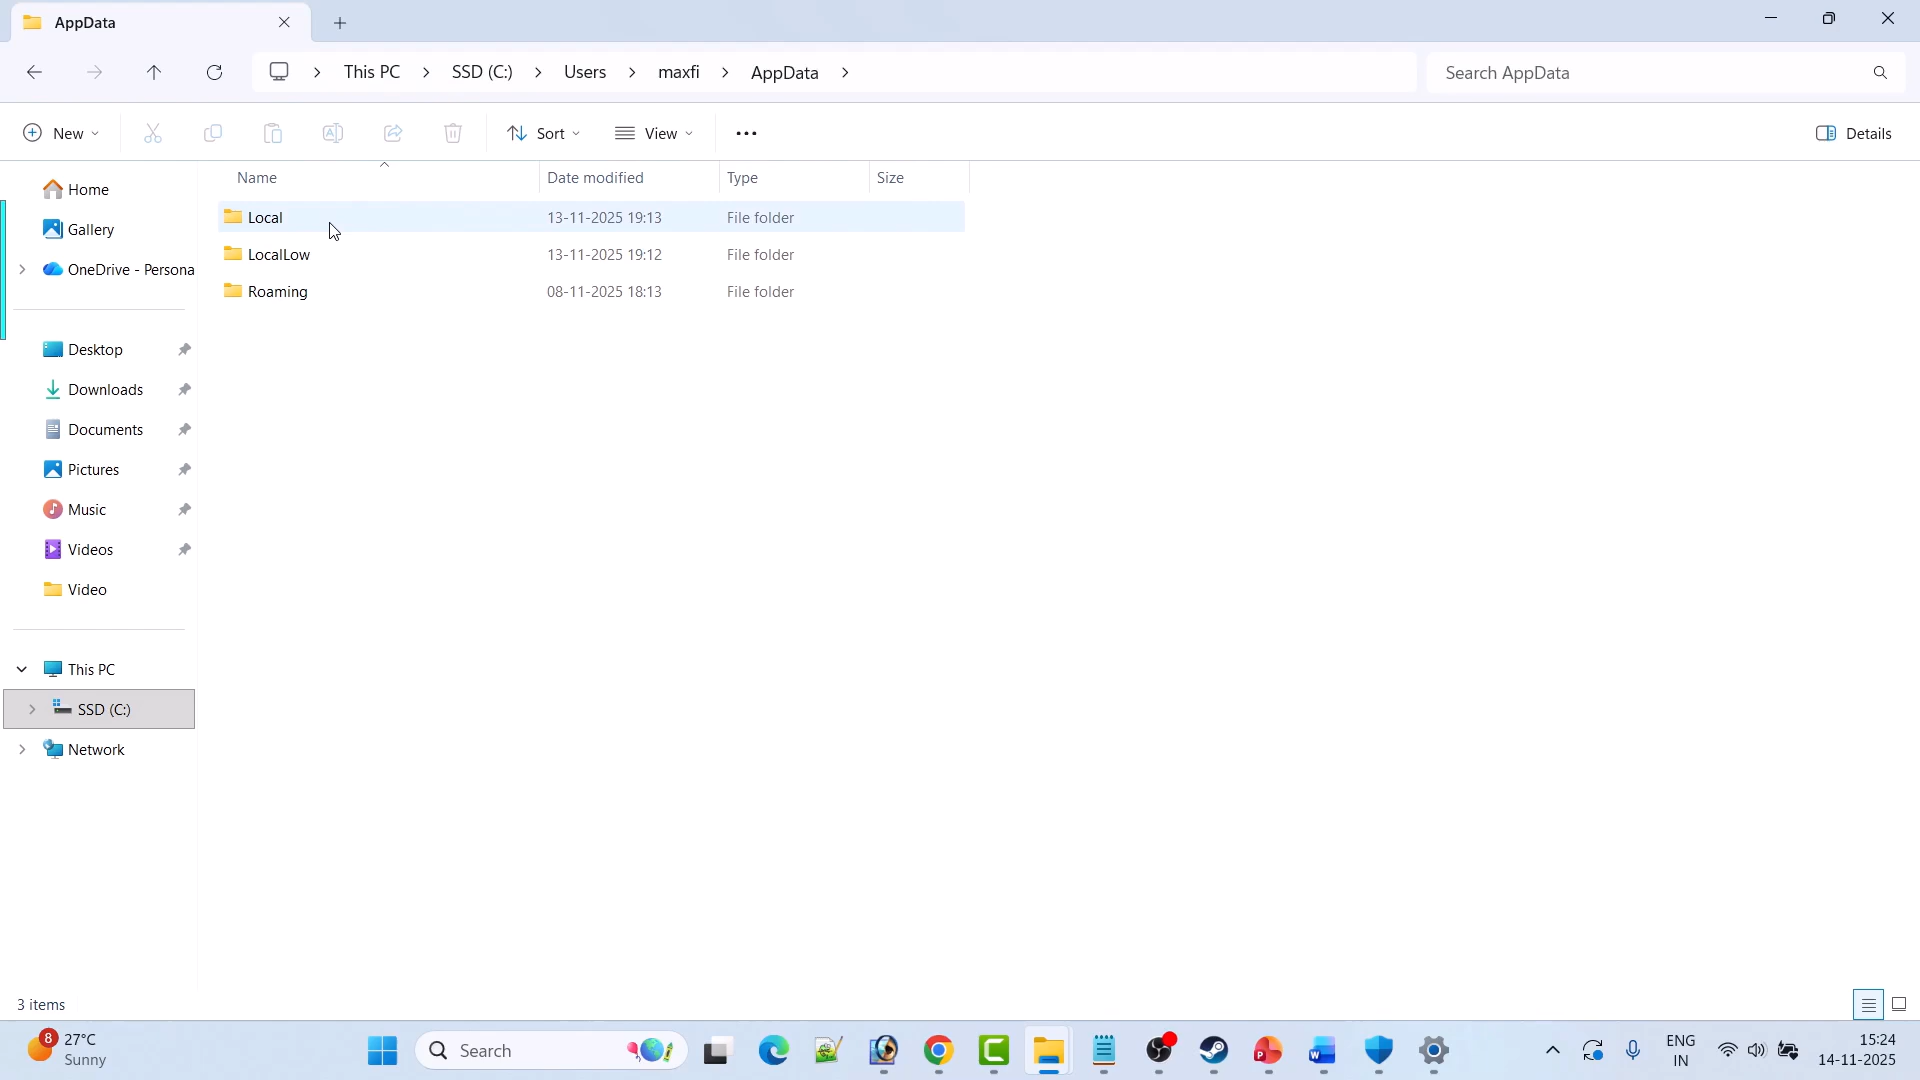 AppData
This PC
SSD (C:)
Users
maxfi
AppData
Search AppData
New
Sort
View
Details
Name
Date modified
Type
Size
Local
13-11-2025 19:13
File folder
LocalLow
13-11-2025 19:12
File folder
Roaming
08-11-2025 18:13
File folder
Home
Gallery
OneDrive - Persona
Desktop
Downloads
Documents
Pictures
Music
Videos
Video
This PC
SSD (C:)
Network
3 items
8
27°C
Sunny
Search
ENG
IN
15:24
14-11-2025